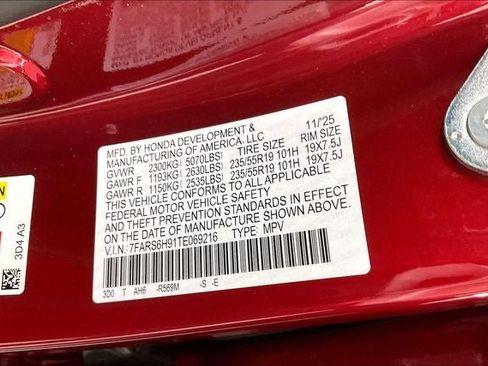 MFD. BY HONDA DEVELOPMENT & 11/'25
MANUFACTURING OF AMERICA, LLC
GVWR 2300KG( 5070LBS) TIRE SIZE RIM SIZE
GAWR F 1193KG( 2630LBS) 235/55R19 101H 19X7.5J
GAWR R 1150KG( 2535LBS) 235/55R19 101H 19X7.5J
THIS VEHICLE CONFORMS TO ALL APPLICABLE
FEDERAL MOTOR VEHICLE SAFETY
AND THEFT PREVENTION STANDARDS IN EFFECT
ON THE DATE OF MANUFACTURE SHOWN ABOVE.
V.I.N.:7FARS6H91TE069216 TYPE: MPV
3D0 T AH6 -R569M -S -E
3D4 A3